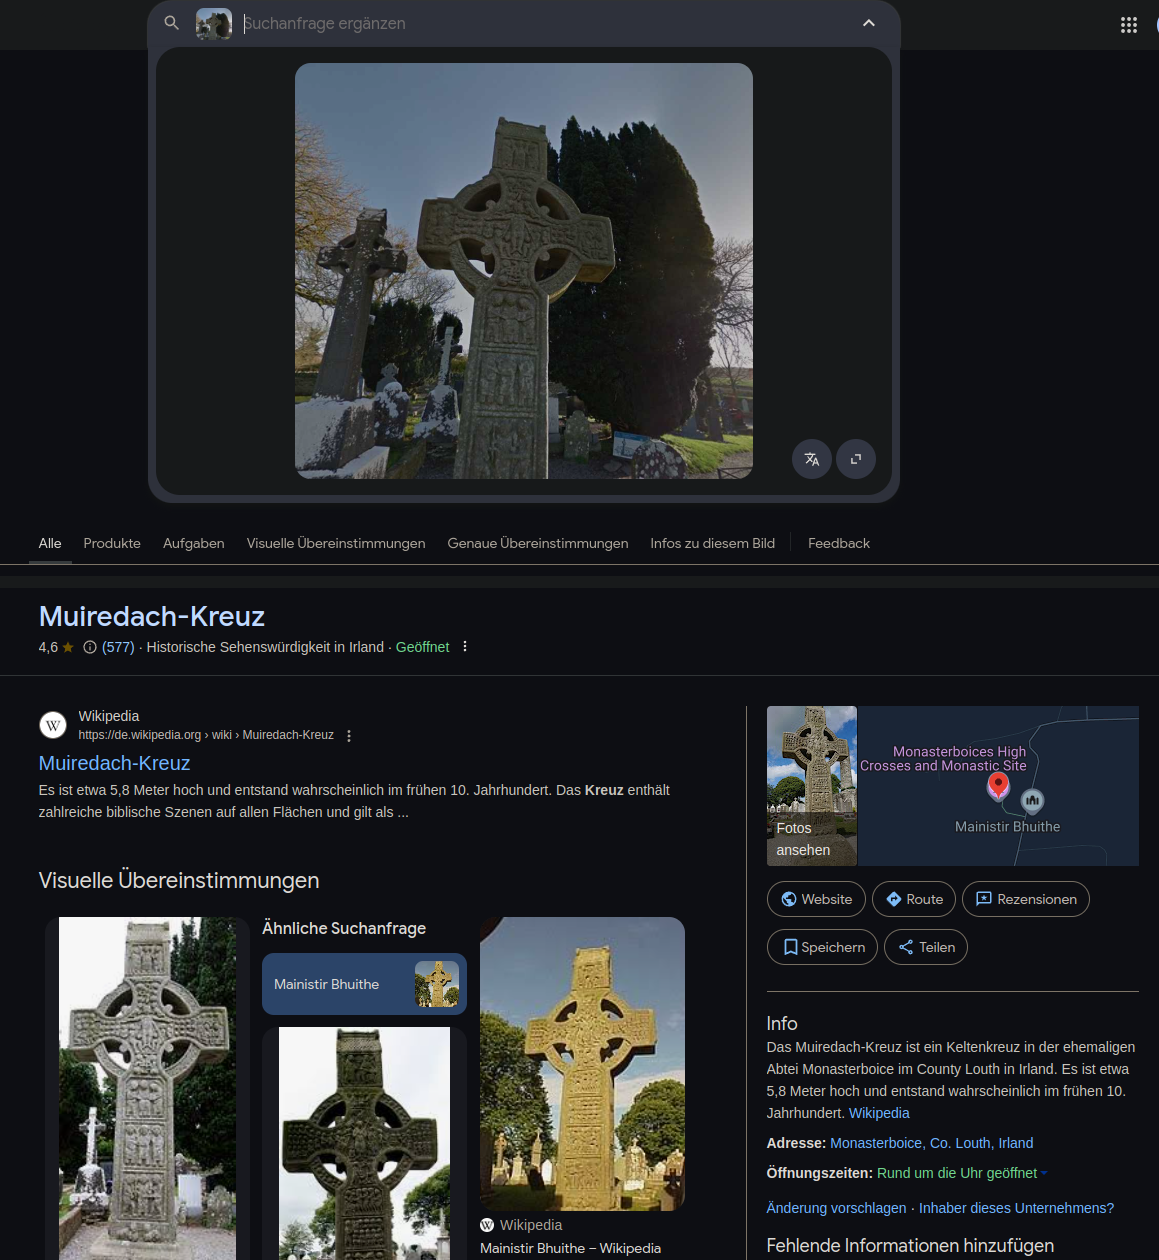 Suchanfrage ergänzen
Alle Produkte Aufgaben Visuelle Übereinstimmungen Genaue Übereinstimmungen Infos zu diesem Bild Feedback
Muiredach-Kreuz
4,6 (577) · Historische Sehenswürdigkeit in Irland · Geöffnet
W
Wikipedia
https://de.wikipedia.org › wiki › Muiredach-Kreuz
Muiredach-Kreuz
Es ist etwa 5,8 Meter hoch und entstand wahrscheinlich im frühen 10. Jahrhundert. Das Kreuz enthält
zahlreiche biblische Szenen auf allen Flächen und gilt als ...
Visuelle Übereinstimmungen
Ähnliche Suchanfrage
Mainistir Bhuithe
W Wikipedia
Mainistir Bhuithe – Wikipedia
Fotos
ansehen
Monasterboices High
Crosses and Monastic Site
Mainistir Bhuithe
Website Route Rezensionen
Speichern Teilen
Info
Das Muiredach-Kreuz ist ein Keltenkreuz in der ehemaligen
Abtei Monasterboice im County Louth in Irland. Es ist etwa
5,8 Meter hoch und entstand wahrscheinlich im frühen 10.
Jahrhundert. Wikipedia
Adresse: Monasterboice, Co. Louth, Irland
Öffnungszeiten: Rund um die Uhr geöffnet
Änderung vorschlagen · Inhaber dieses Unternehmens?
Fehlende Informationen hinzufügen